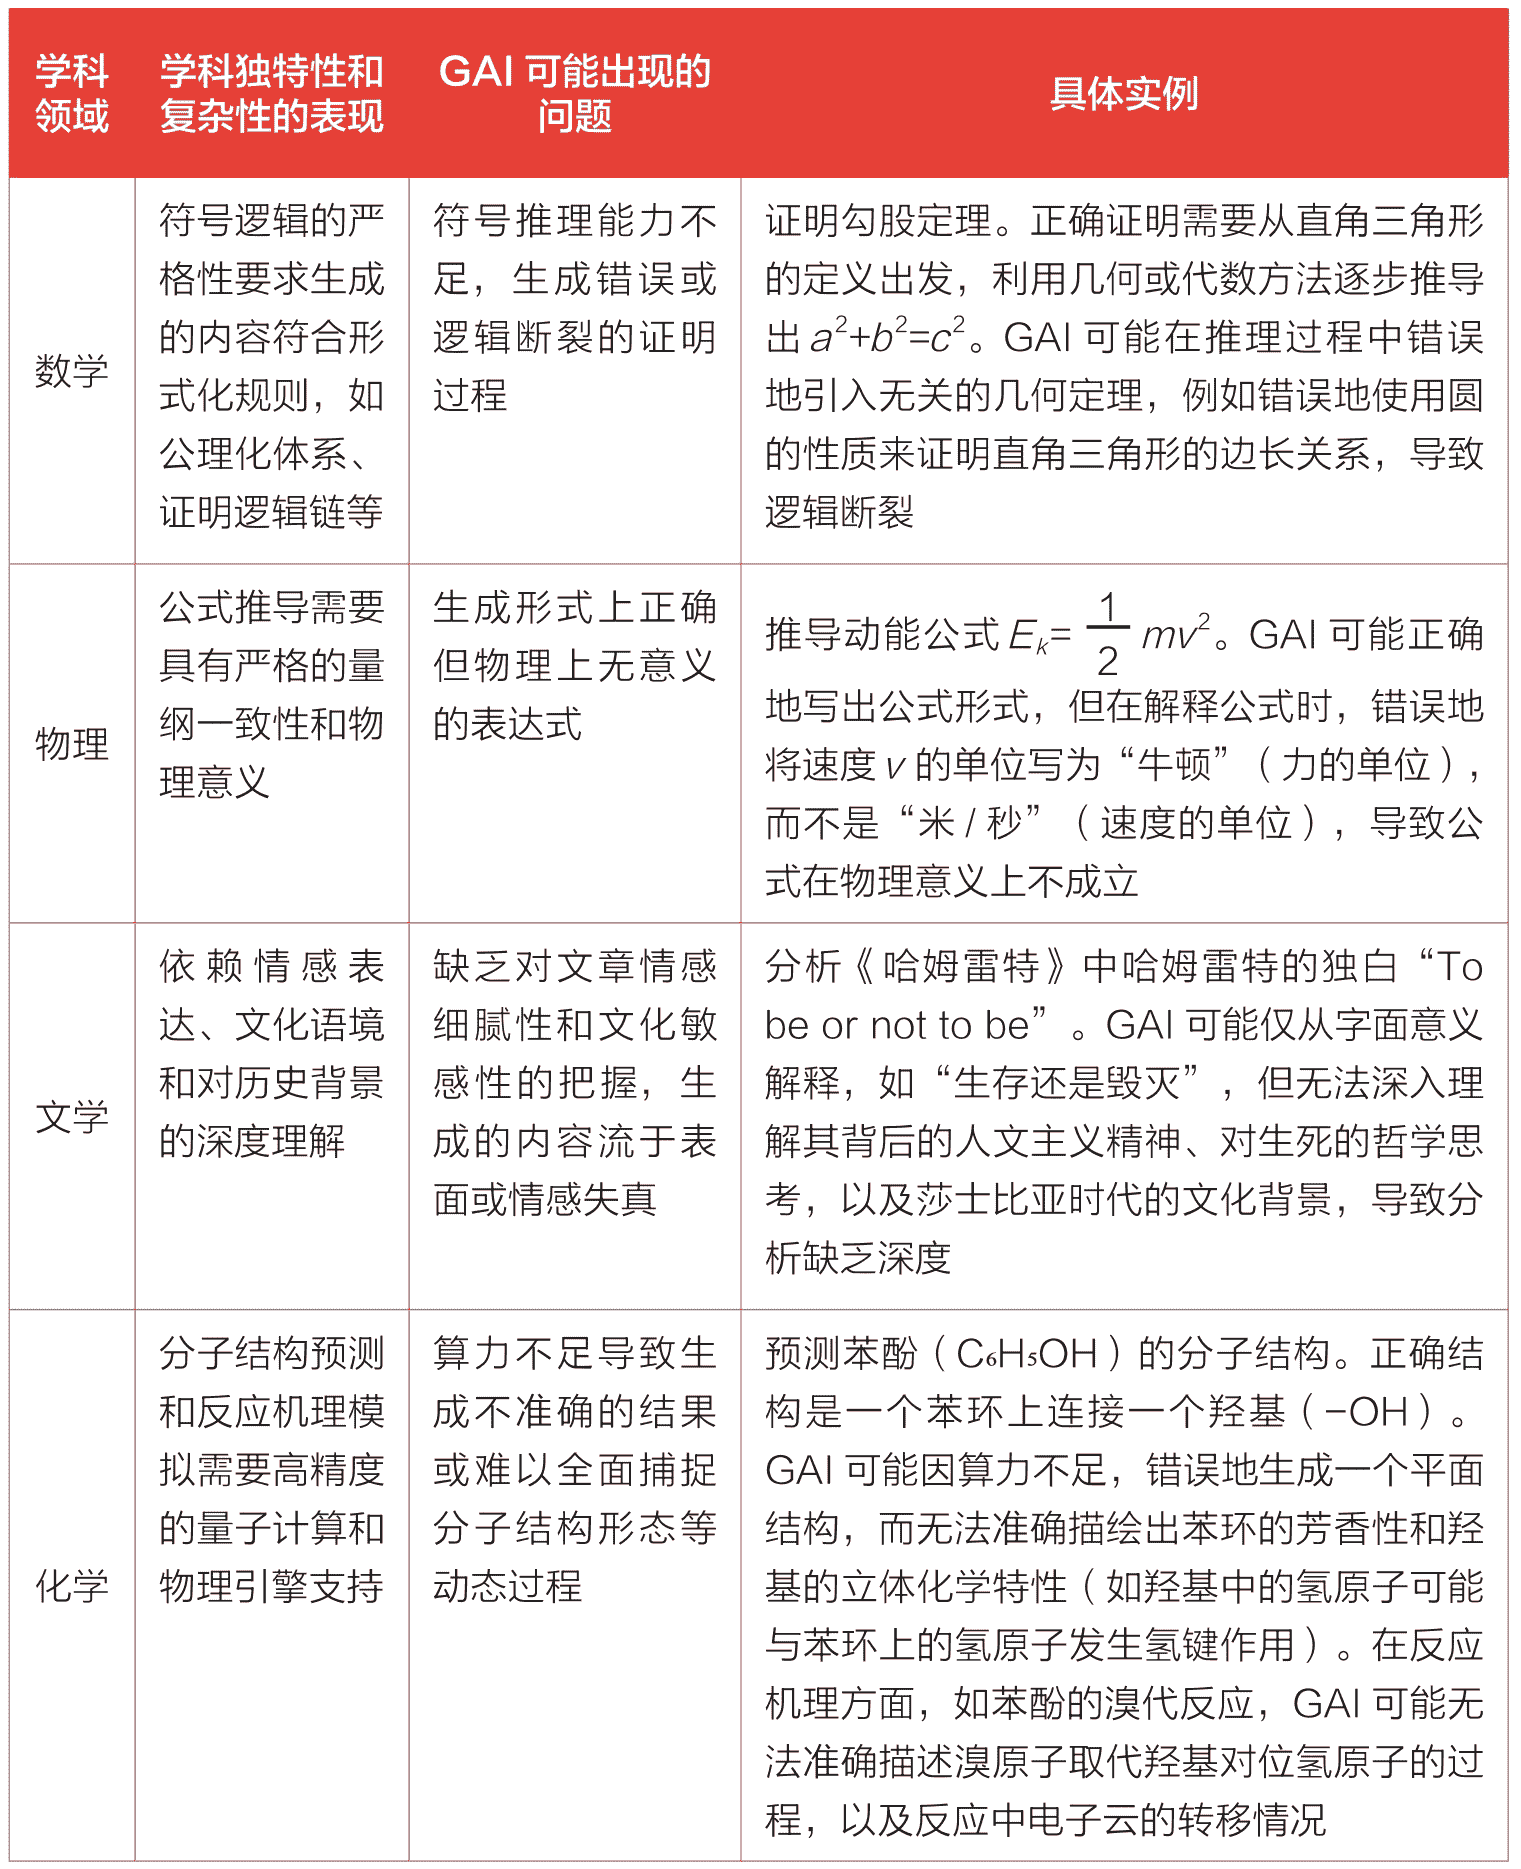 学科
领域
学科独特性和
复杂性的表现
GAI 可能出现的
问题
具体实例
数学
符号逻辑的严
格性要求生成
的内容符合形
式化规则，如
公理化体系、
证明逻辑链等
符号推理能力不
足，生成错误或
逻辑断裂的证明
过程
证明勾股定理。正确证明需要从直角三角形
的定义出发，利用几何或代数方法逐步推导
出 a²+b²=c²。GAI 可能在推理过程中错误
地引入无关的几何定理，例如错误地使用圆
的性质来证明直角三角形的边长关系，导致
逻辑断裂
物理
公式推导需要
具有严格的量
纲一致性和物
理意义
生成形式上正确
但物理上无意义
的表达式
推导动能公式 Eₖ= 1/2 mv²。GAI 可能正确
地写出公式形式，但在解释公式时，错误地
将速度 v 的单位写为“牛顿”（力的单位），
而不是“米 / 秒”（速度的单位），导致公
式在物理意义上不成立
文学
依赖情感表
达、文化语境
和对历史背景
的深度理解
缺乏对文章情感
细腻性和文化敏
感性的把握，生
成的内容流于表
面或情感失真
分析《哈姆雷特》中哈姆雷特的独白“To
be or not to be”。GAI 可能仅从字面意义
解释，如“生存还是毁灭”，但无法深入理
解其背后的人文主义精神、对生死的哲学思
考，以及莎士比亚时代的文化背景，导致分
析缺乏深度
化学
分子结构预测
和反应机理模
拟需要高精度
的量子计算和
物理引擎支持
算力不足导致生
成不准确的结果
或难以全面捕捉
分子结构形态等
动态过程
预测苯酚（C₆H₅OH）的分子结构。正确结
构是一个苯环上连接一个羟基（-OH）。
GAI 可能因算力不足，错误地生成一个平面
结构，而无法准确描绘出苯环的芳香性和羟
基的立体化学特性（如羟基中的氢原子可能
与苯环上的氢原子发生氢键作用）。在反应
机理方面，如苯酚的溴代反应，GAI 可能无
法准确描述溴原子取代羟基对位氢原子的过
程，以及反应中电子云的转移情况